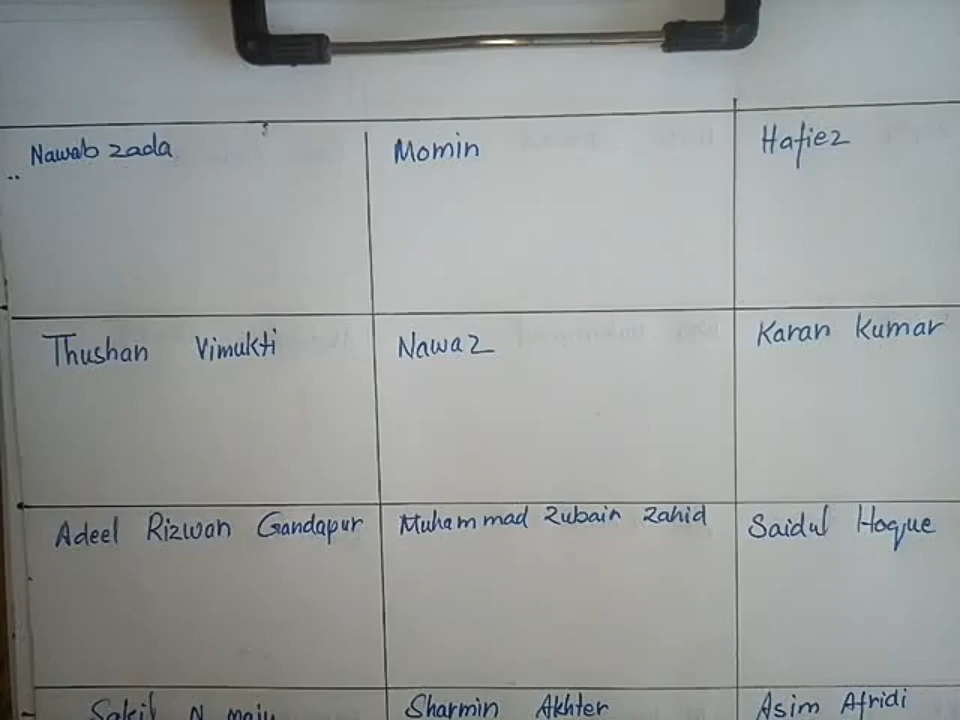 Nawab zada Momin Hafiez
Thushan Vimukti Nawaz Karan Kumar
Adeel Rizwan Gandapur Muhammad Zubair Zahid Saidul Hoque
Sharmin Akhter Asim Afridi